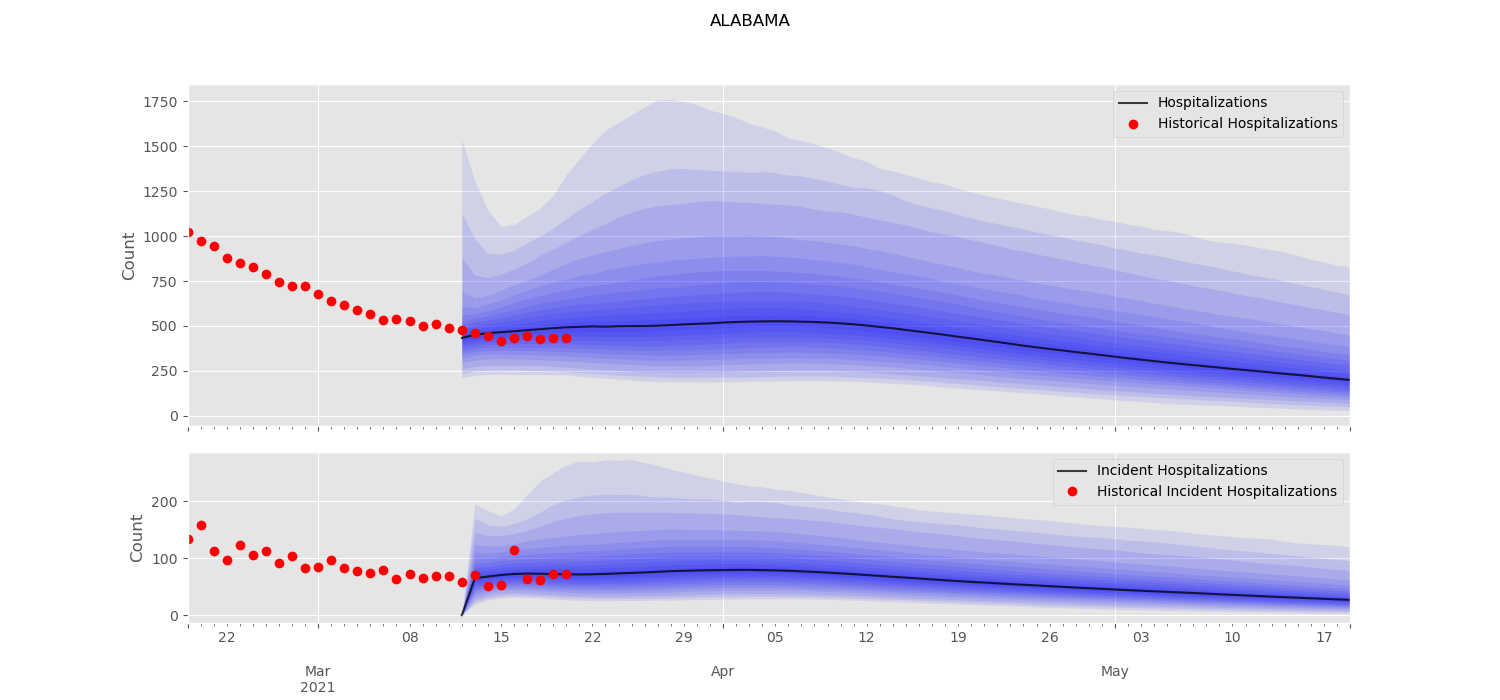 ALABAMA
1750
1500
1250
1000
750
500
250
0
Count
Hospitalizations
Historical Hospitalizations
200
100
0
Count
Incident Hospitalizations
Historical Incident Hospitalizations
22 08 15 22 29 05 12 19 26 03 10 17
Mar Apr May
2021